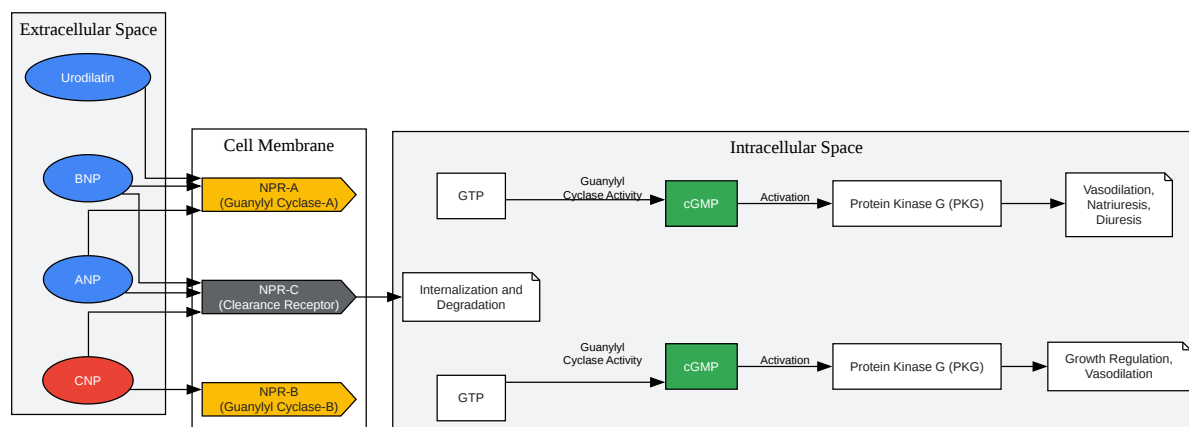 Extracellular Space
Urodilatin
BNP
ANP
CNP
Cell Membrane
NPR-A
(Guanylyl Cyclase-A)
NPR-C
(Clearance Receptor)
NPR-B
(Guanylyl Cyclase-B)
Intracellular Space
GTP
Guanylyl
Cyclase Activity
cGMP
Activation
Protein Kinase G (PKG)
Vasodilation,
Natriuresis,
Diuresis
Internalization and
Degradation
GTP
Guanylyl
Cyclase Activity
cGMP
Activation
Protein Kinase G (PKG)
Growth Regulation,
Vasodilation